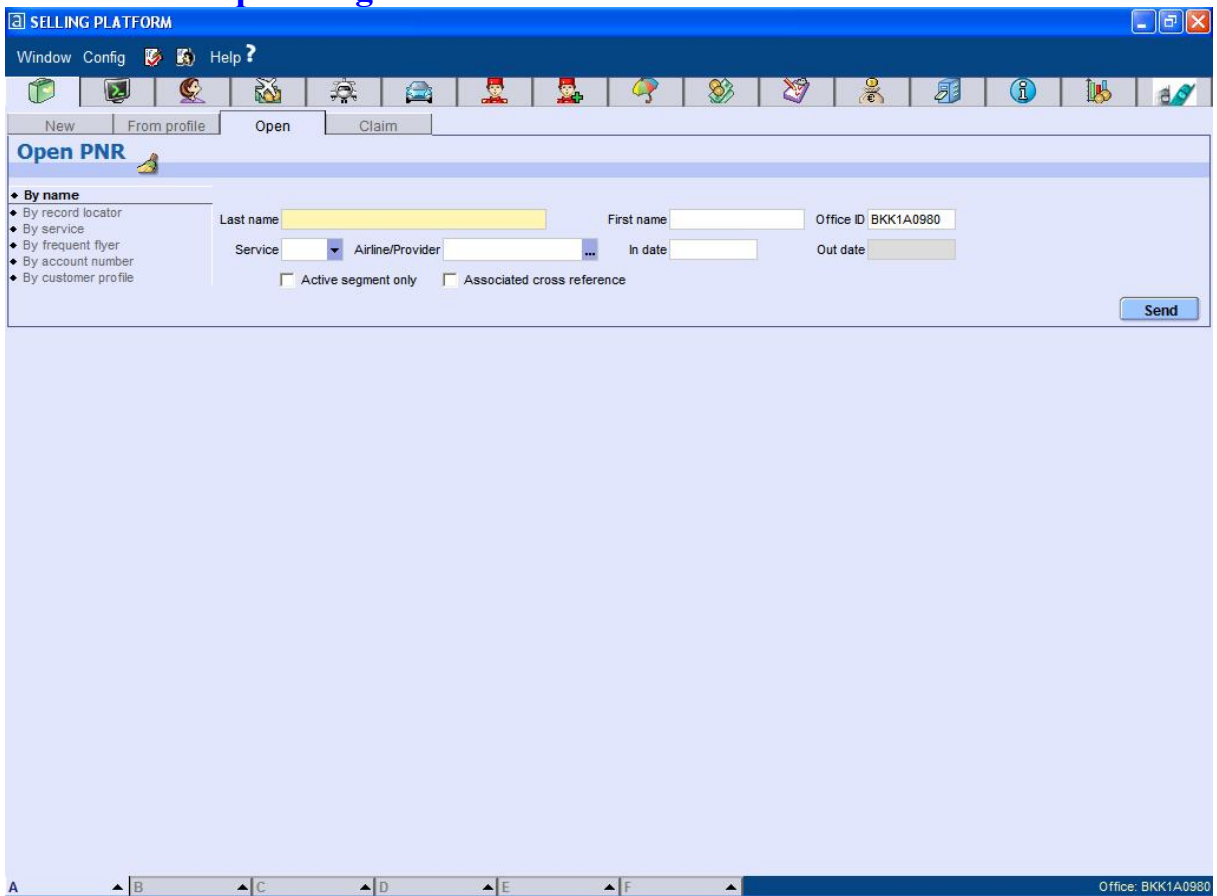 SELLING PLATFORM
Window Config Help ?
New From profile Open Claim
Open PNR
By name
By record locator
By service
By frequent flyer
By account number
By customer profile
Last name First name Office ID BKK1A0980
Service Airline/Provider ... In date Out date
Active segment only Associated cross reference
Send
A B C D E F Office: BKK1A0980